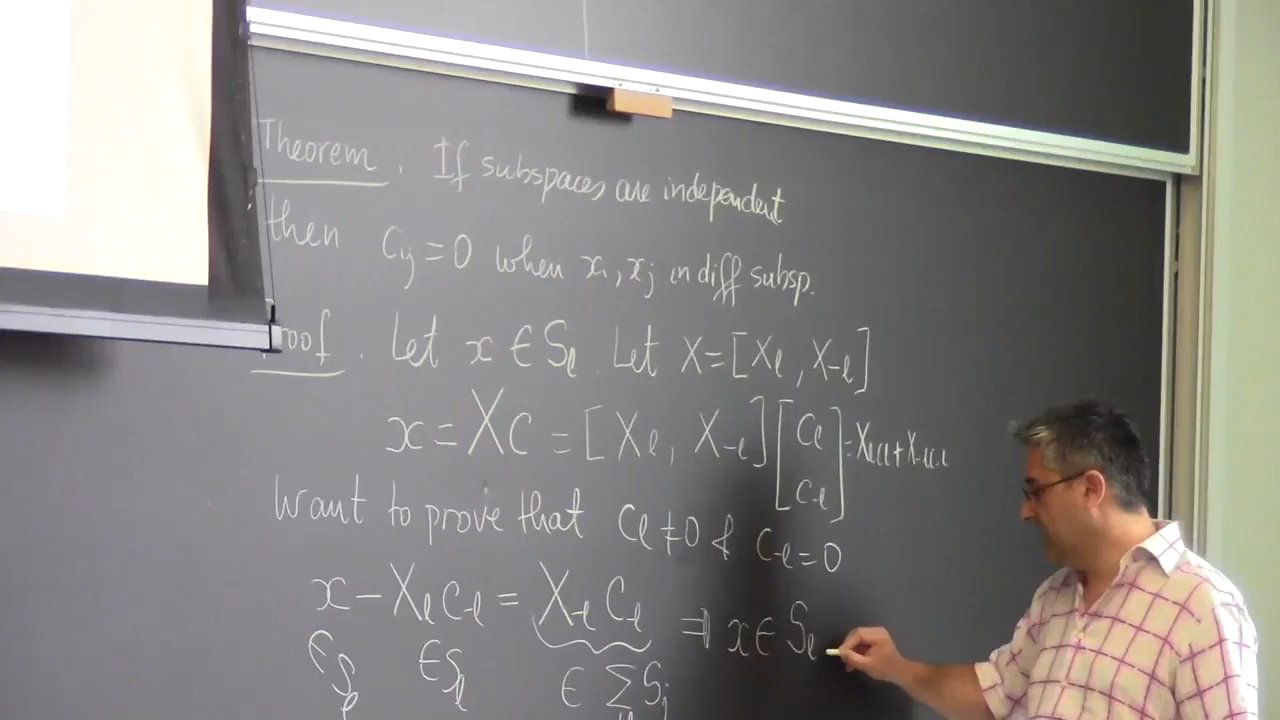 Theorem. If subspaces are independent
then Cij=0 when xi, xj in diff subsp.
Proof. Let x ∈ Sℓ. Let X=[Xℓ, X-ℓ]
x = XC = [Xℓ, X-ℓ] [Cℓ C-ℓ] = XℓCℓ + X-ℓC-ℓ
Want to prove that Cℓ≠0 & C-ℓ=0
x - XℓCℓ = X-ℓC-ℓ ⇒ x ∈ Sℓ
∈Sℓ ∈Sℓ ∈ ∑ Sj